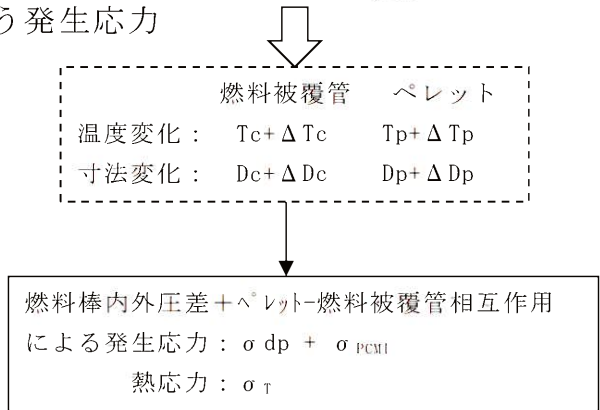 う発生応力
燃料被覆管 ペレット
温度変化: Tc+ΔTc Tp+ΔTp
寸法変化: Dc+ΔDc Dp+ΔDp
燃料棒内外圧差+ペレット-燃料被覆管相互作用
による発生応力:σdp + σPCMI
熱応力:σT